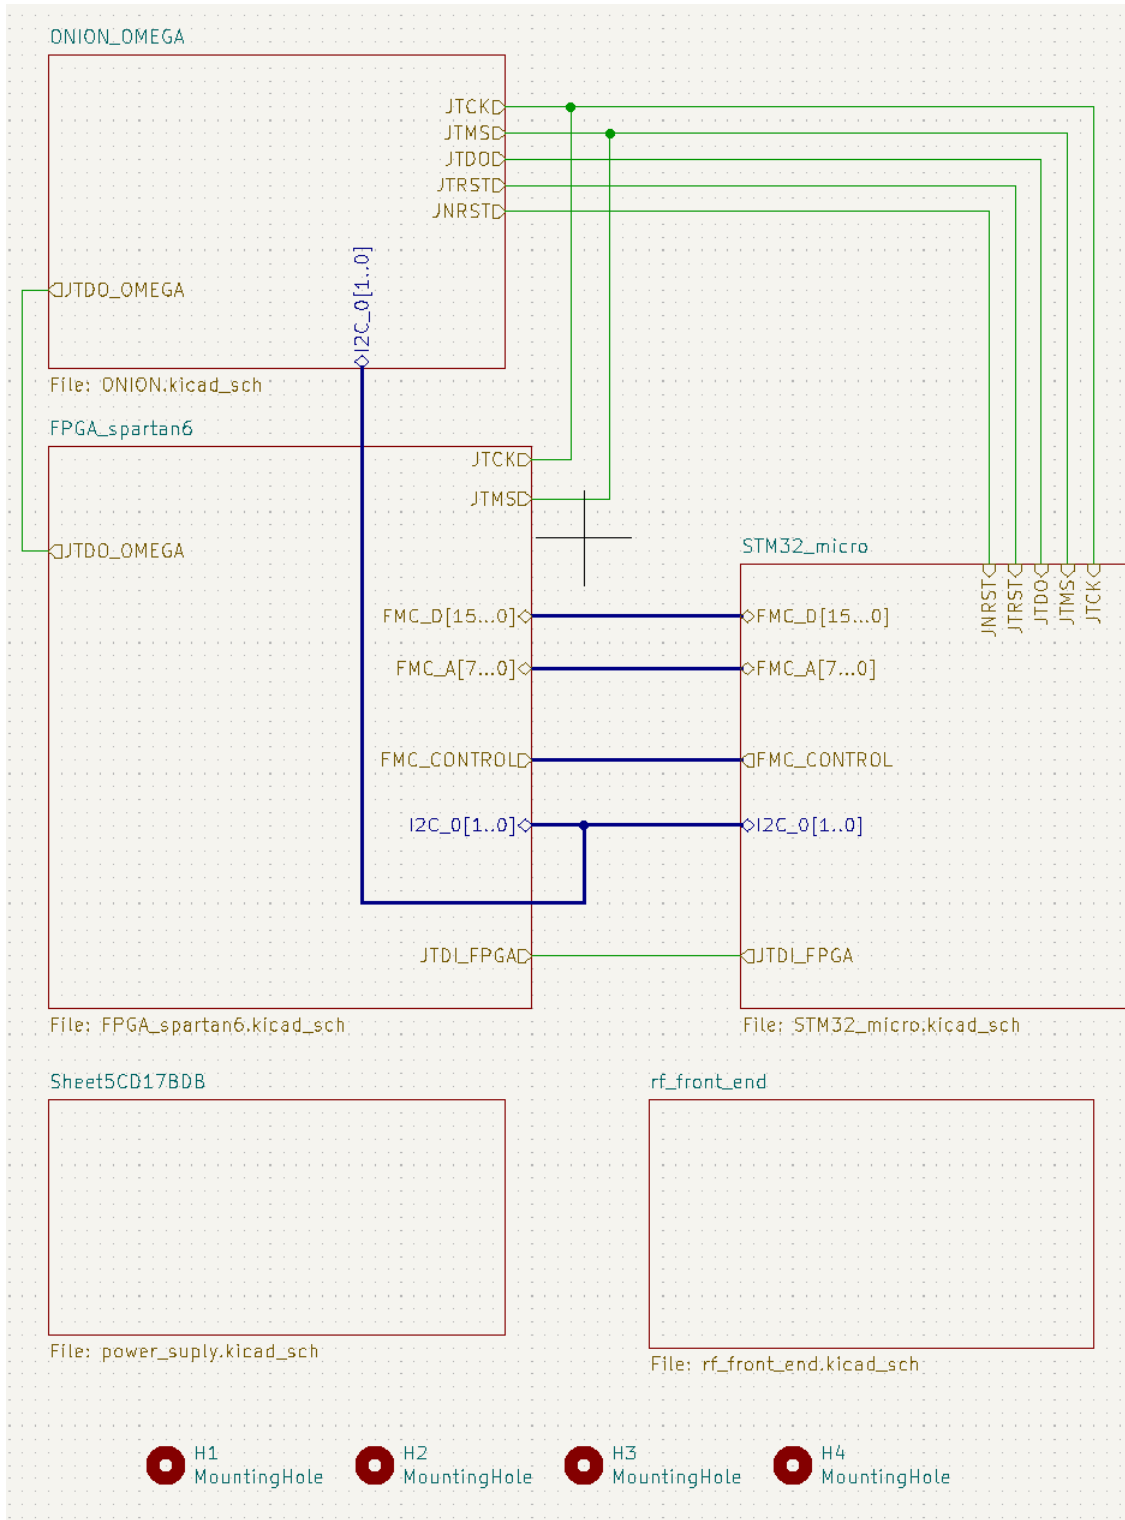 ONION_OMEGA
JTCK
JTMS
JTDO
JTRST
JNRST
I2C_0[1..0]
JTDO_OMEGA
File: ONION.kicad_sch
FPGA_spartan6
JTCK
JTMS
JTDO_OMEGA
STM32_micro
JNRST
JTRST
JTDO
JTMS
JTCK
FMC_D[15...0]
FMC_D[15...0]
FMC_A[7...0]
FMC_A[7...0]
FMC_CONTROL
FMC_CONTROL
I2C_0[1..0]
I2C_0[1..0]
JTDI_FPGA
JTDI_FPGA
File: FPGA_spartan6.kicad_sch
File: STM32_micro.kicad_sch
Sheet5CD17BDB
rf_front_end
File: power_suply.kicad_sch
File: rf_front_end.kicad_sch
H1
MountingHole
H2
MountingHole
H3
MountingHole
H4
MountingHole